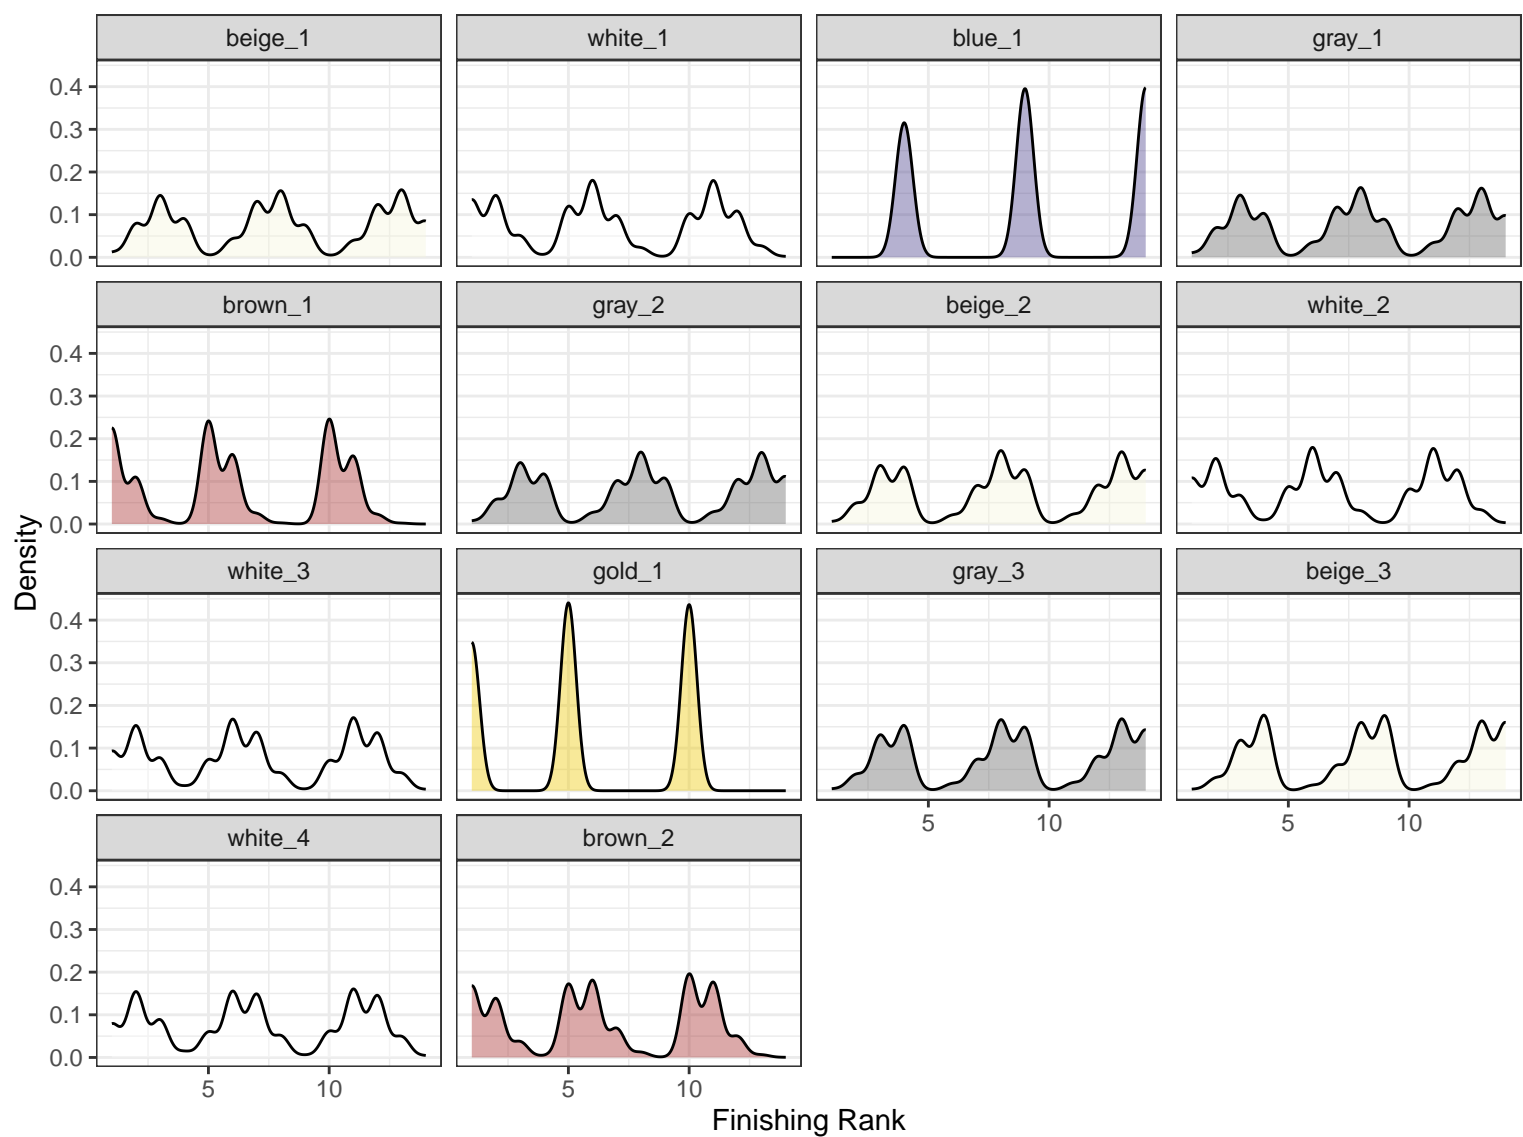 beige_1 white_1 blue_1 gray_1
0.4
0.3
0.2
0.1
0.0
brown_1 gray_2 beige_2 white_2
0.4
0.3
0.2
0.1
0.0
Density
white_3 gold_1 gray_3 beige_3
0.4
0.3
0.2
0.1
0.0
5 10 5 10
white_4 brown_2
0.4
0.3
0.2
0.1
0.0
5 10 5 10
Finishing Rank